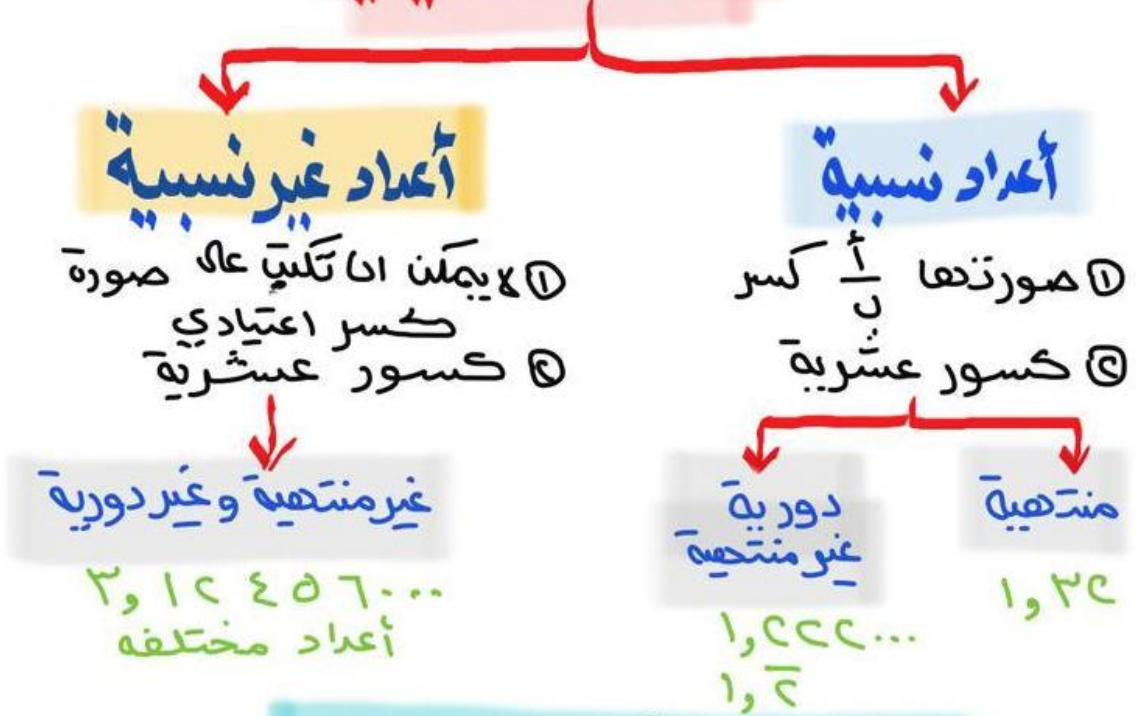 أعداد نسبية
① صورتها أ/ب كسر
② كسور عشرية
منتهية
١,٣٢
دورية
غير منتهية
١,٢٢٢...
١,٢̅
أعداد غير نسبية
① لا يمكن ان تكتب على صورة
كسر اعتيادي
② كسور عشرية
غير منتهية وغير دورية
٣,١٢٤٥٦...
أعداد مختلفه